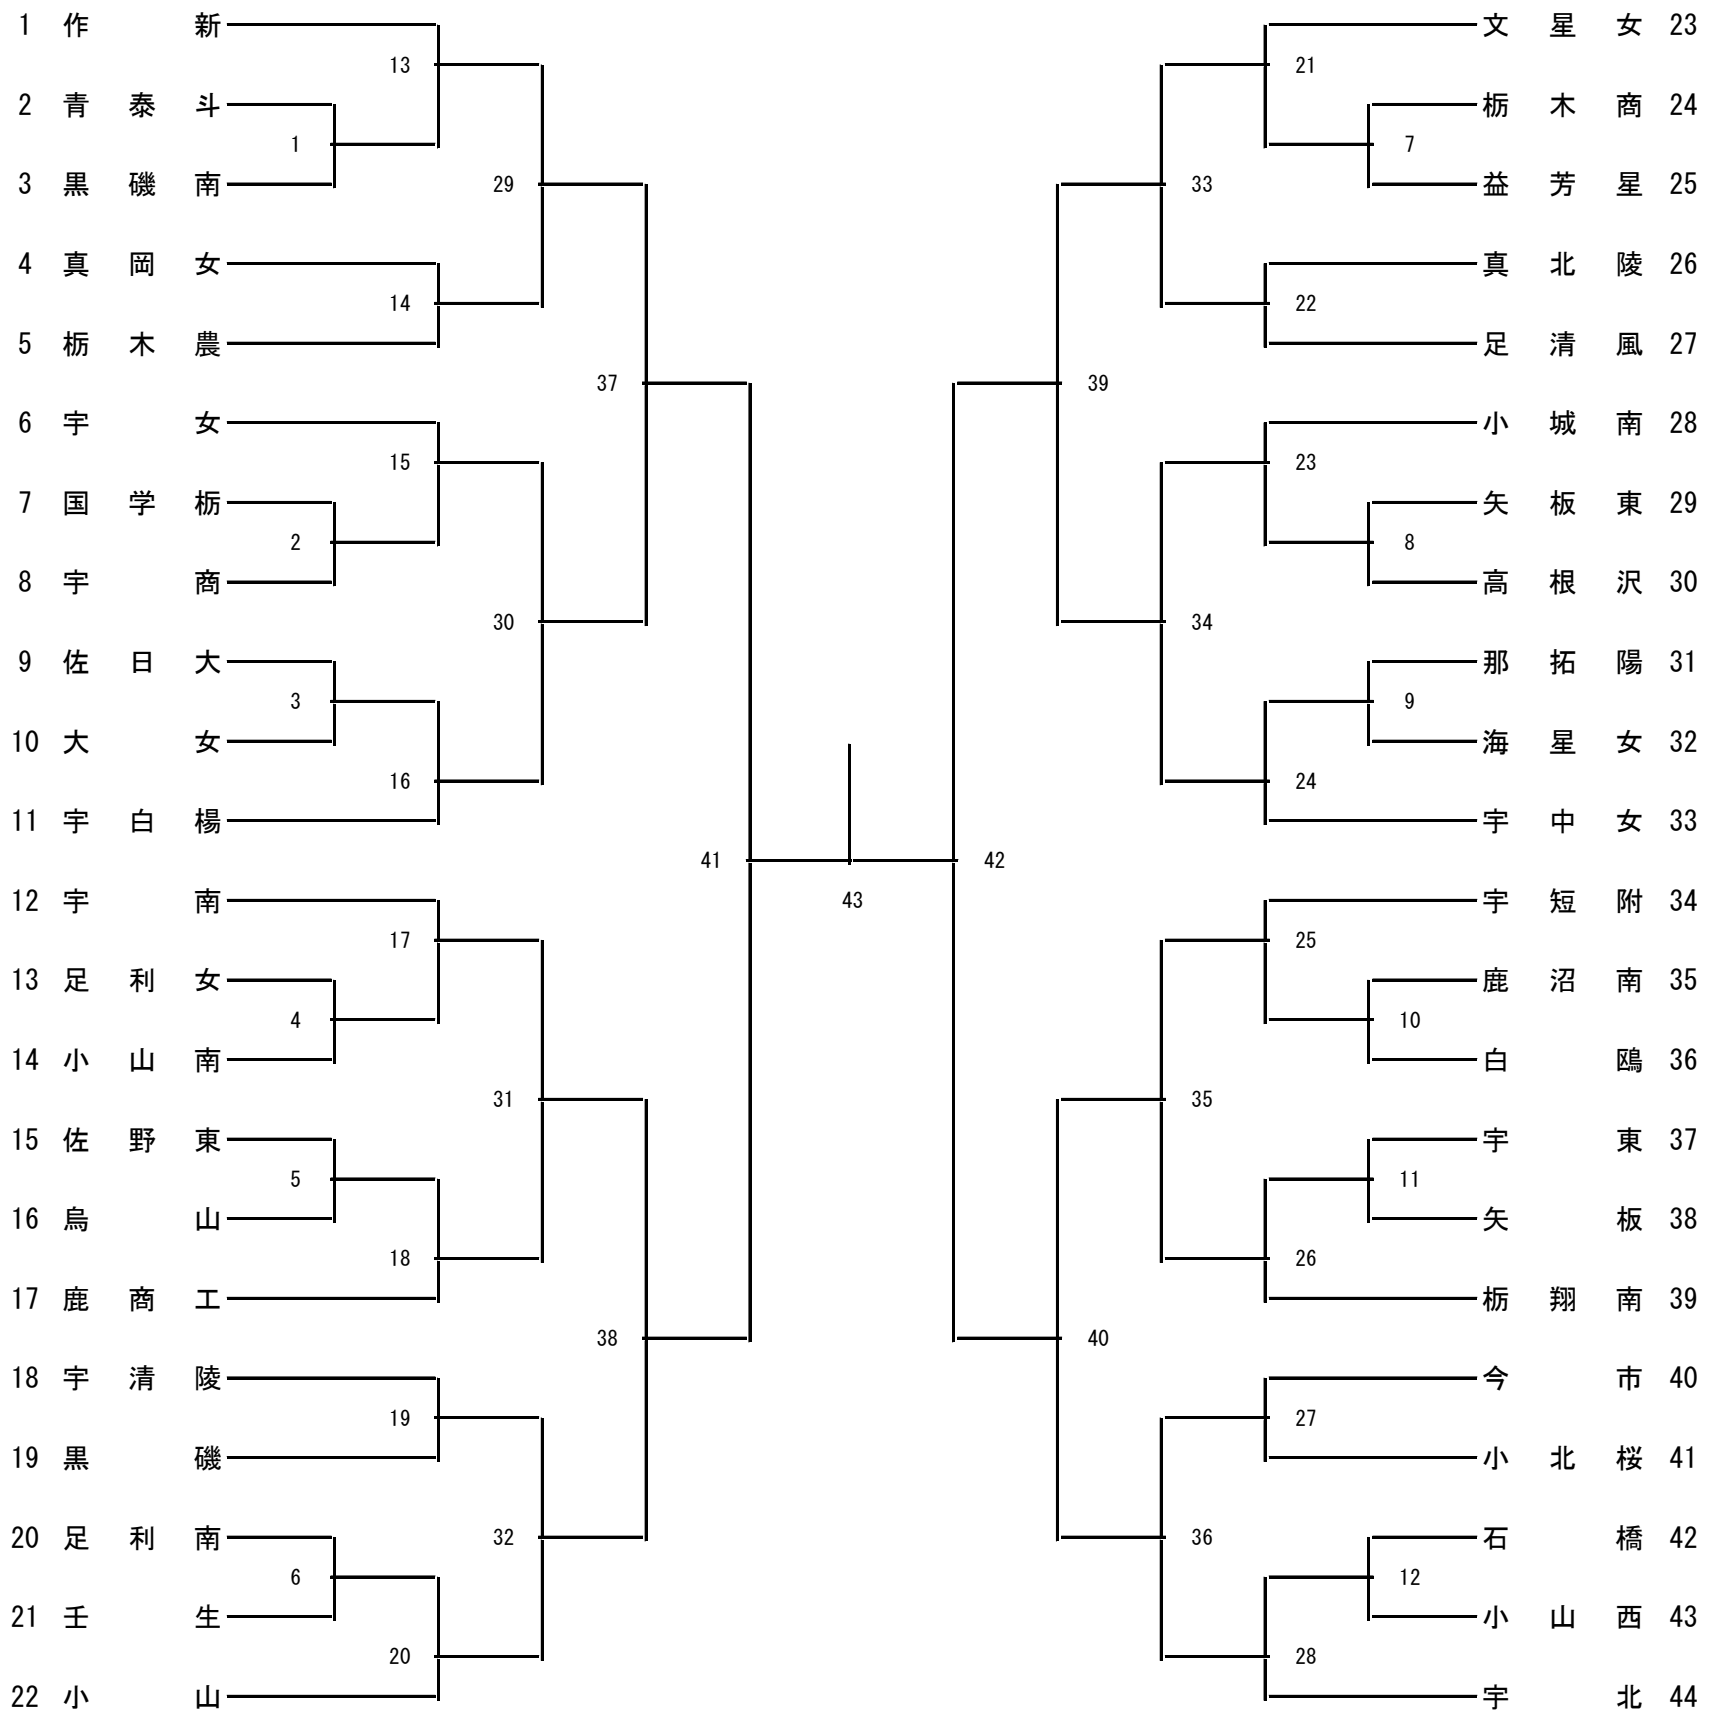 1 作 新 文 星 女 23
13 21
2 青 泰 斗 栃 木 商 24
1 7
3 黒 磯 南 29 33 益 芳 星 25
4 真 岡 女 真 北 陵 26
14 22
5 栃 木 農 足 清 風 27
37 39
6 宇 女 小 城 南 28
15 23
7 国 学 栃 矢 板 東 29
2 8
8 宇 商 高 根 沢 30
30 34
9 佐 日 大 那 拓 陽 31
3 9
10 大 女 海 星 女 32
16 24
11 宇 白 楊 宇 中 女 33
41 42
12 宇 南 43 宇 短 附 34
17 25
13 足 利 女 鹿 沼 南 35
4 10
14 小 山 南 白 鴎 36
31 35
15 佐 野 東 宇 東 37
5 11
16 烏 山 矢 板 38
18 26
17 鹿 商 工 栃 翔 南 39
38 40
18 宇 清 陵 今 市 40
19 27
19 黒 磯 小 北 桜 41
20 足 利 南 32 36 石 橋 42
6 12
21 壬 生 小 山 西 43
20 28
22 小 山 宇 北 44